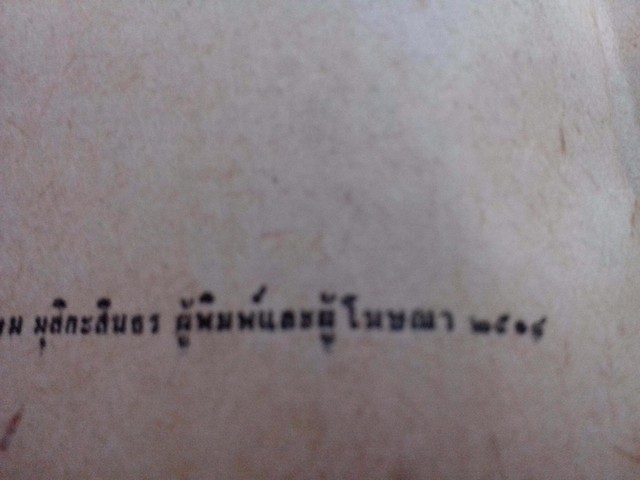 มุสิกะสินธร ผู้พิมพ์และผู้โฆษณา ๒๕๑๔